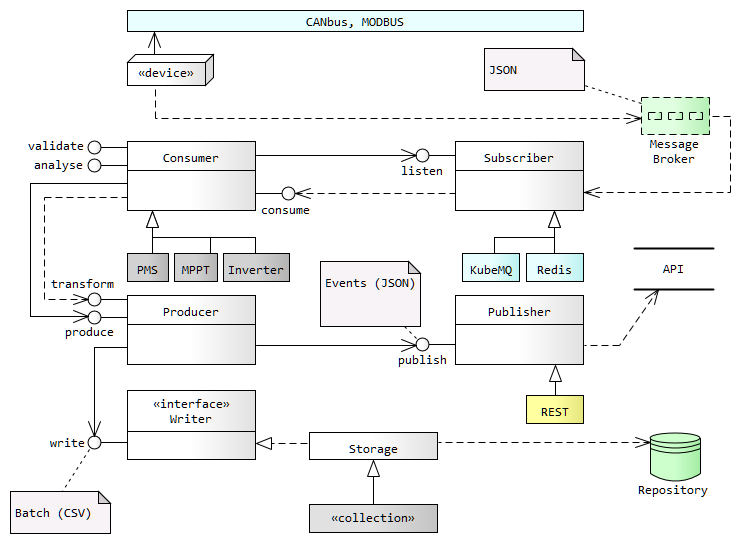 CANbus, MODBUS
«device»
JSON
Message
Broker
validate
analyse
Consumer
Subscriber
listen
consume
PMS
MPPT
Inverter
KubeMQ
Redis
API
transform
produce
Producer
Events (JSON)
Publisher
publish
REST
«interface»
Writer
write
Storage
Repository
Batch (CSV)
«collection»